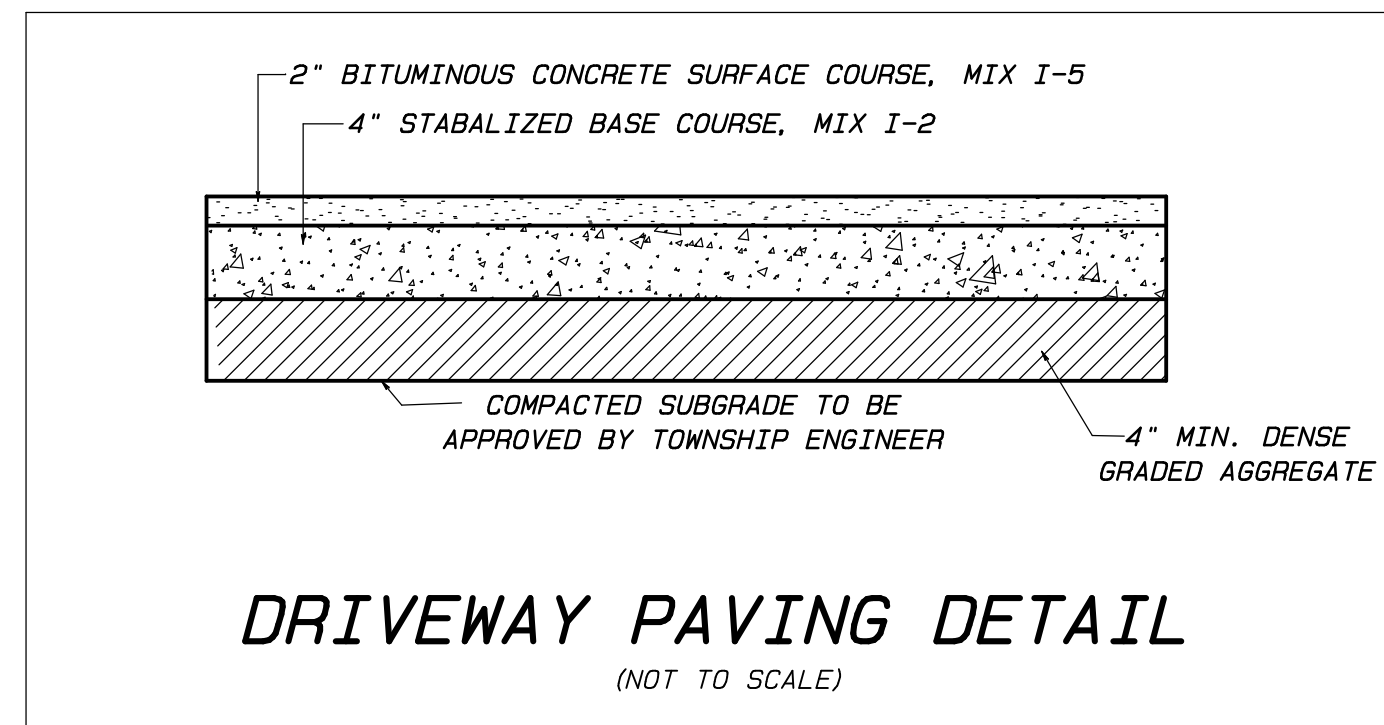 2" BITUMINOUS CONCRETE SURFACE COURSE, MIX I-5
4" STABALIZED BASE COURSE, MIX I-2
COMPACTED SUBGRADE TO BE
APPROVED BY TOWNSHIP ENGINEER
4" MIN. DENSE
GRADED AGGREGATE
DRIVEWAY PAVING DETAIL
(NOT TO SCALE)